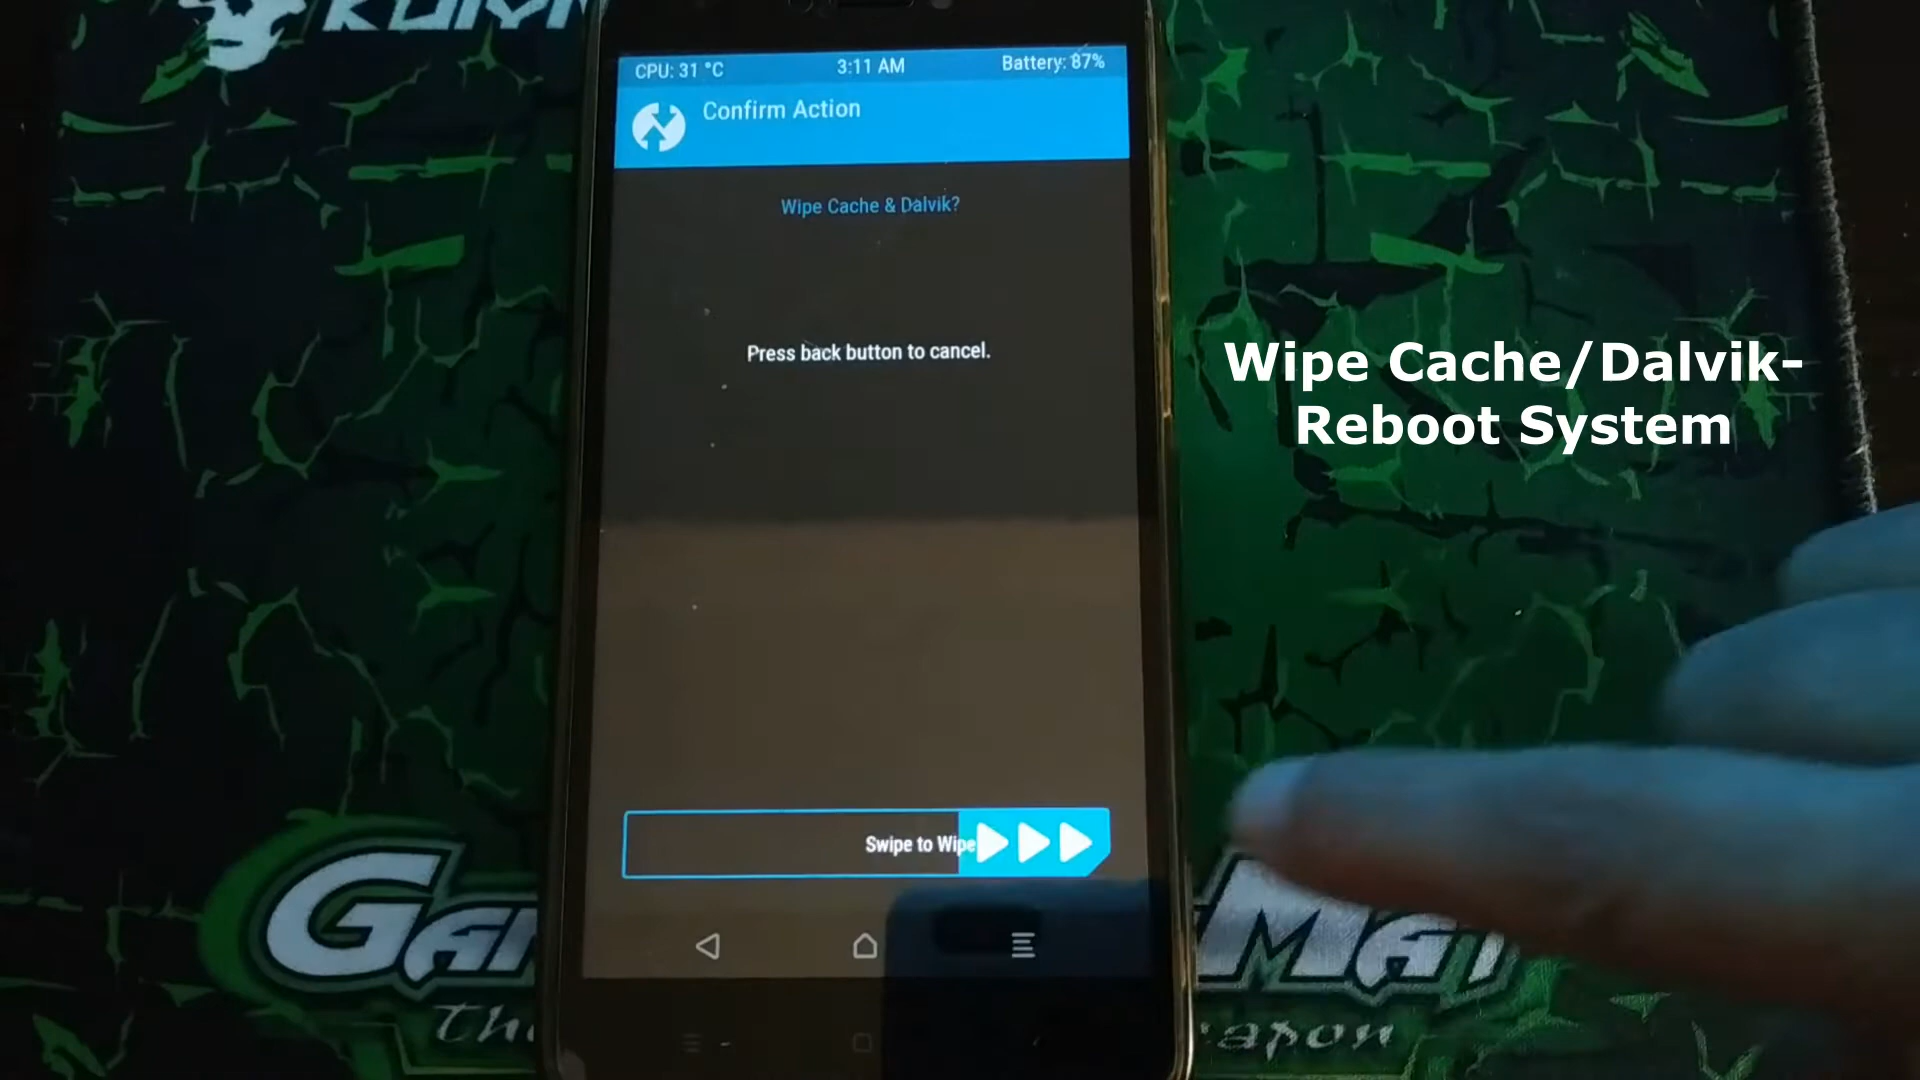 CPU: 31 °C 3:11 AM Battery: 87%
Confirm Action
Wipe Cache & Dalvik?
Press back button to cancel.
Wipe Cache/Dalvik-
Reboot System
Swipe to Wipe